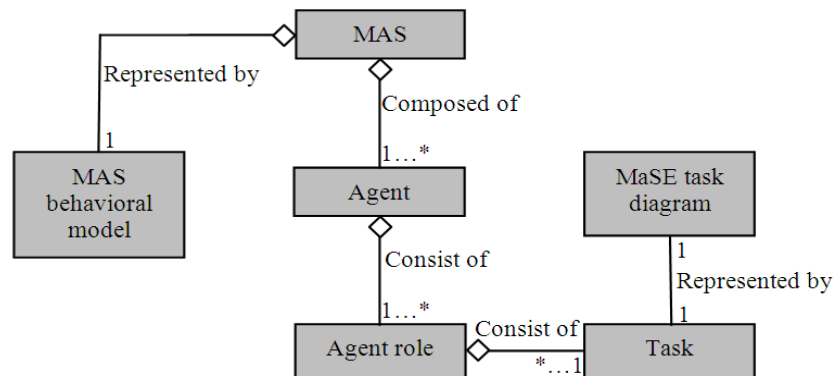 MAS
Represented by
Composed of
1
1…*
MAS
behavioral
model
Agent
MaSE task
diagram
Consist of
1
Represented by
1…*
Consist of
1
Agent role
*…1
Task